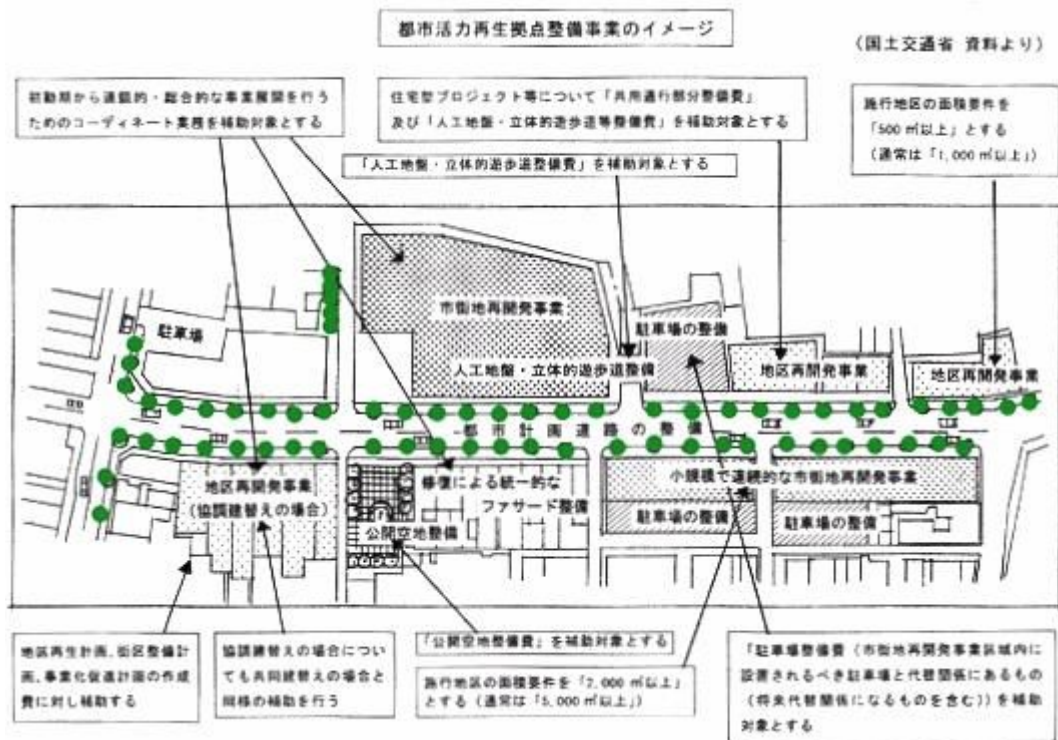 都市活力再生拠点整備事業のイメージ
（国土交通省 資料より）
初動期から連鎖的・総合的な事業展開を行う
ためのコーディネート業務を補助対象とする
住宅型プロジェクト等について「共用通行部分整備費」
及び「人工地盤・立体的遊歩道等整備費」を補助対象とする
施行地区の面積要件を
「500㎡以上」とする
（通常は「1,000㎡以上」）
「人工地盤・立体的遊歩道整備費」を補助対象とする
市街地再開発事業
駐車場
駐車場の整備
人工地盤・立体的遊歩道整備
地区再開発事業
地区再開発事業
都市計画道路の整備
地区再開発事業
（協調建替えの場合）
修復による統一的な
ファサード整備
公開空地整備
小規模で連続的な市街地再開発事業
駐車場の整備
駐車場の整備
地区再生計画、街区整備計
画、事業化促進計画の作成
費に対し補助する
協調建替えの場合につい
ても共同建替えの場合と
同様の補助を行う
「公開空地整備費」を補助対象とする
施行地区の面積要件を「2,000㎡以上」
とする（通常は「5,000㎡以上」）
「駐車場整備費（市街地再開発事業区域内に
設置されるべき駐車場と代替関係にあるもの
（将来代替関係になるものを含む））を補助
対象とする